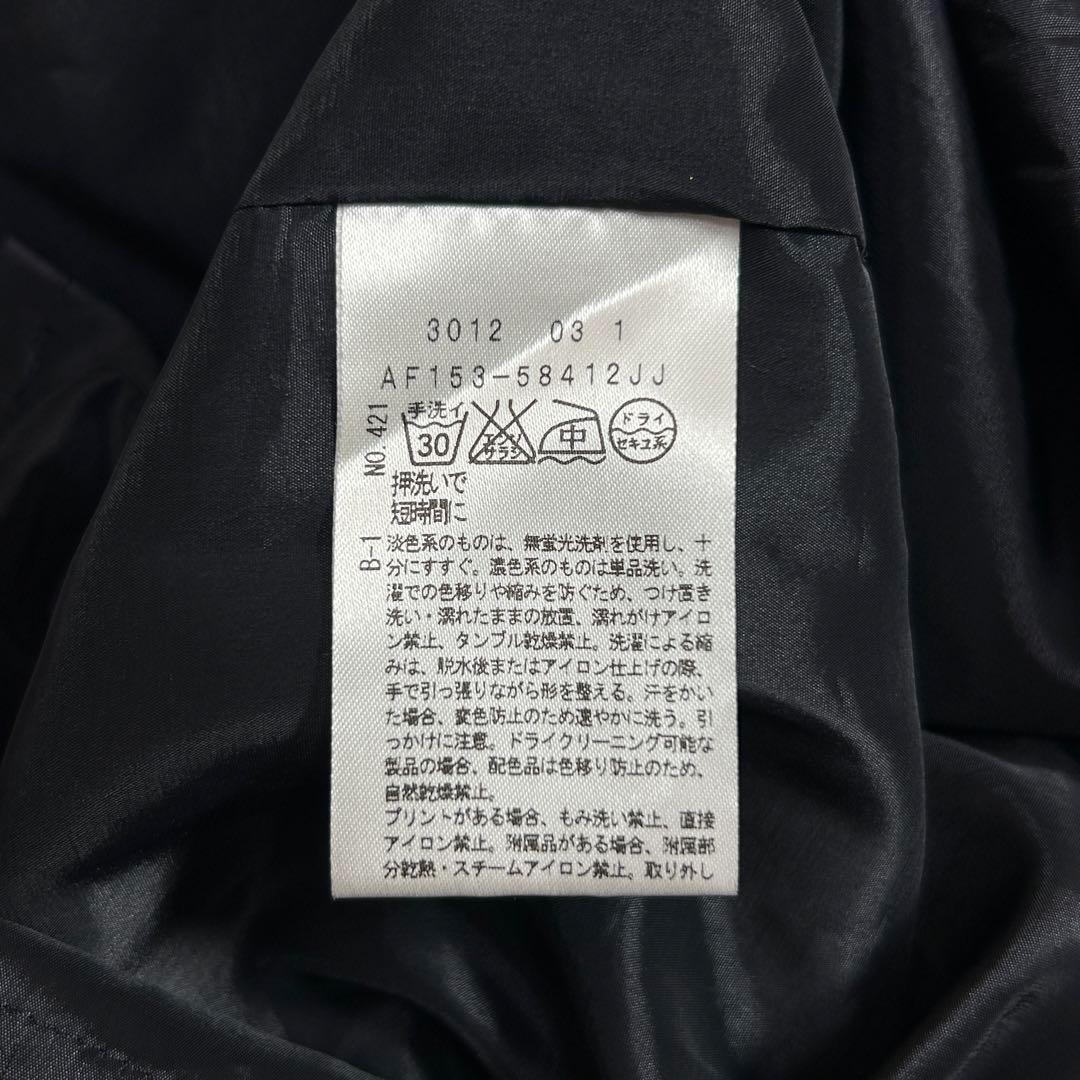 3012 03 1
AF153-58412JJ
NO.421
手洗イ
30
エンソ
サラシ
中
ドライ
セキユ系
押洗いで
短時間に
B-1
淡色系のものは、無蛍光洗剤を使用し、十
分にすすぐ。濃色系のものは単品洗い。洗
濯での色移りや縮みを防ぐため、つけ置き
洗い・濡れたままの放置、濡れがけアイロ
ン禁止、タンブル乾燥禁止。洗濯による縮
みは、脱水後またはアイロン仕上げの際、
手で引っ張りながら形を整える。汗をかい
た場合、変色防止のため速やかに洗う。引
っかけに注意。ドライクリーニング可能な
製品の場合、配色品は色移り防止のため、
自然乾燥禁止。
プリントがある場合、もみ洗い禁止、直接
アイロン禁止。附属品がある場合、附属部
分乾熱・スチームアイロン禁止。取り外し